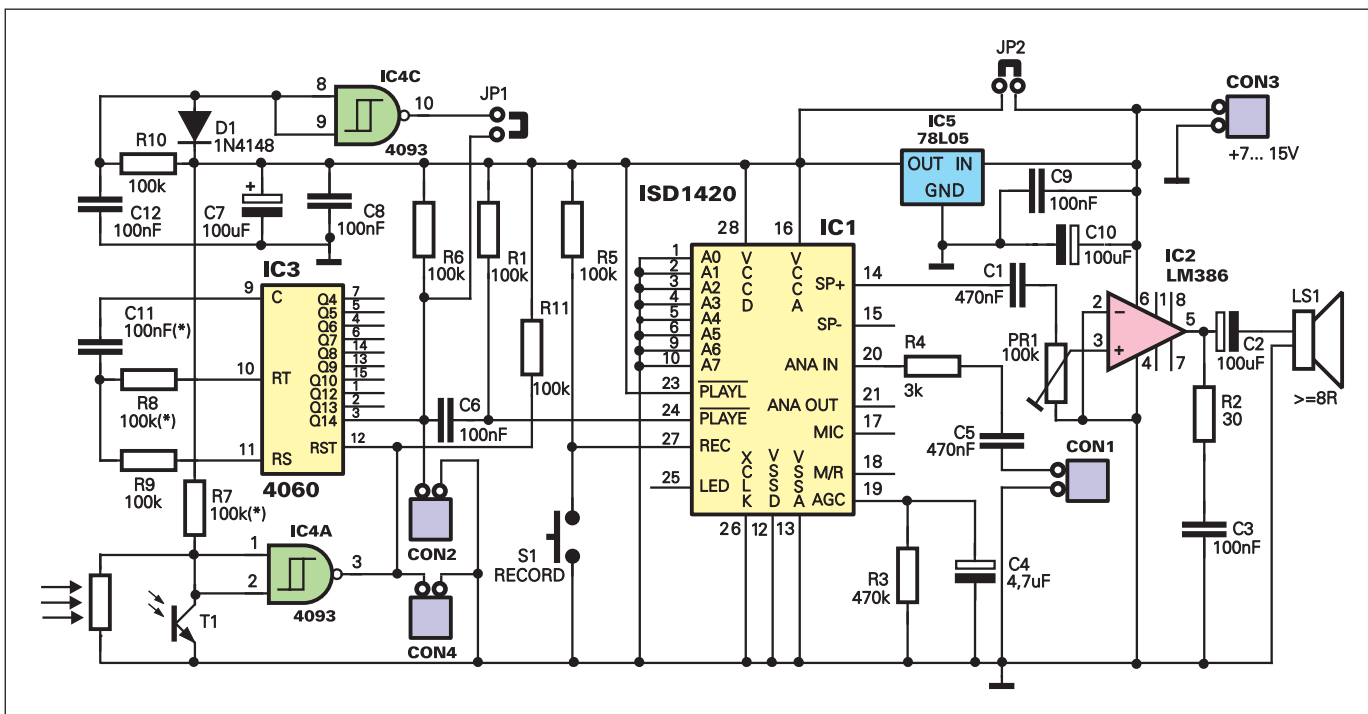 IC4C
8
9
10
4093
JP1
D1
1N4148
R10
100k
C12
100nF
+
C7
100uF
C8
100nF
R6
100k
R1
100k
R5
100k
R11
100k
JP2
CON3
+7... 15V
IC5
78L05
OUT IN
GND
C9
100nF
C10
100uF
ISD1420
IC1
28
16
VCCD
VCCA
1
2
3
4
5
6
9
10
A0
A1
A2
A3
A4
A5
A6
A7
23
PLAYL
24
PLAYE
27
REC
25
LED
XCLK
VSSD
VSSA
26
12
13
SP+
14
SP-
15
ANA IN
20
ANA OUT
21
MIC
17
M/R
18
AGC
19
C1
470nF
R4
3k
C5
470nF
CON1
PR1
100k
IC2
LM386
2
3
−
+
6
1
8
5
4
7
C2
100uF
LS1
>=8R
R2
30
C3
100nF
R3
470k
C4
4,7uF
IC3
9
C
10
RT
11
RS
4060
Q4
Q5
Q6
Q7
Q8
Q9
Q10
Q12
Q13
Q14
RST
7
5
4
6
14
13
15
1
2
3
12
C11
100nF(*)
R8
100k(*)
R9
100k
R7
100k(*)
C6
100nF
IC4A
1
2
3
4093
T1
CON2
CON4
S1
RECORD